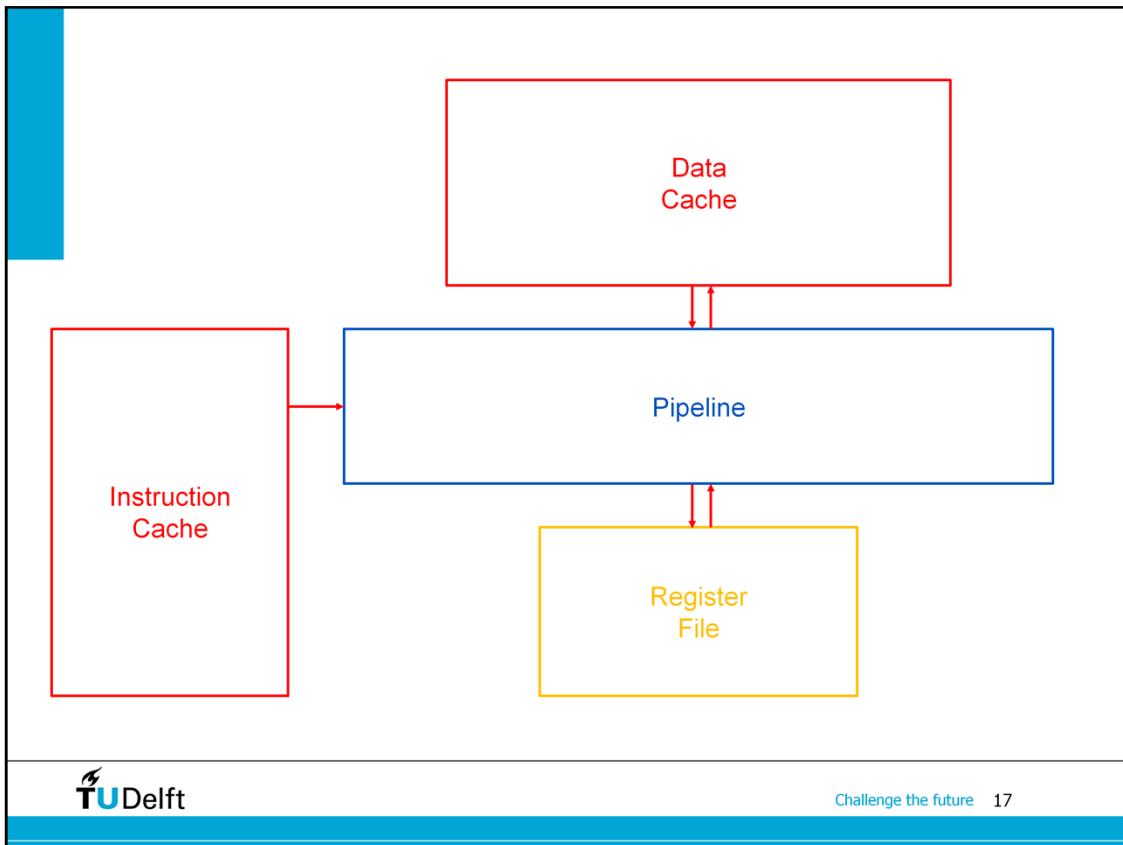 Data
Cache
Pipeline
Instruction
Cache
Register
File
TUDelft
Challenge the future 17